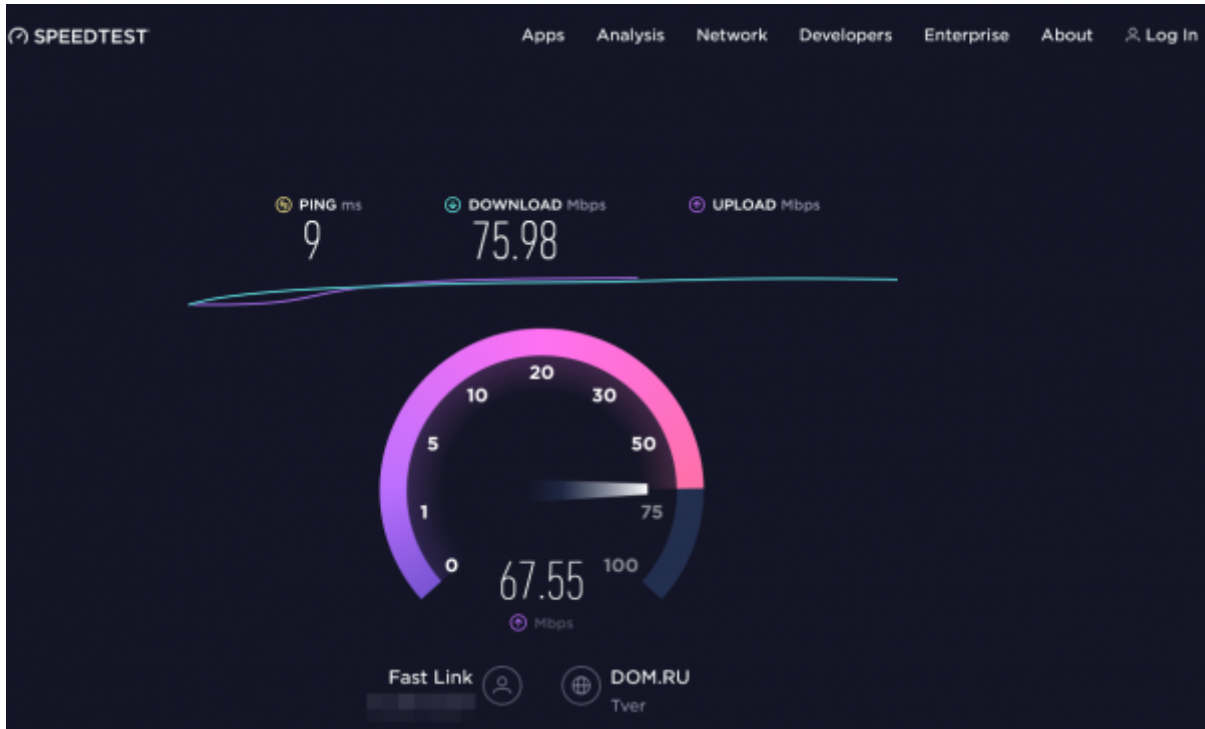 SPEEDTEST Apps Analysis Network Developers Enterprise About Log In
PING ms DOWNLOAD Mbps UPLOAD Mbps
9 75.98
20
10 30
5 50
1 75
0 67.55 100
Mbps
Fast Link DOM.RU
Tver